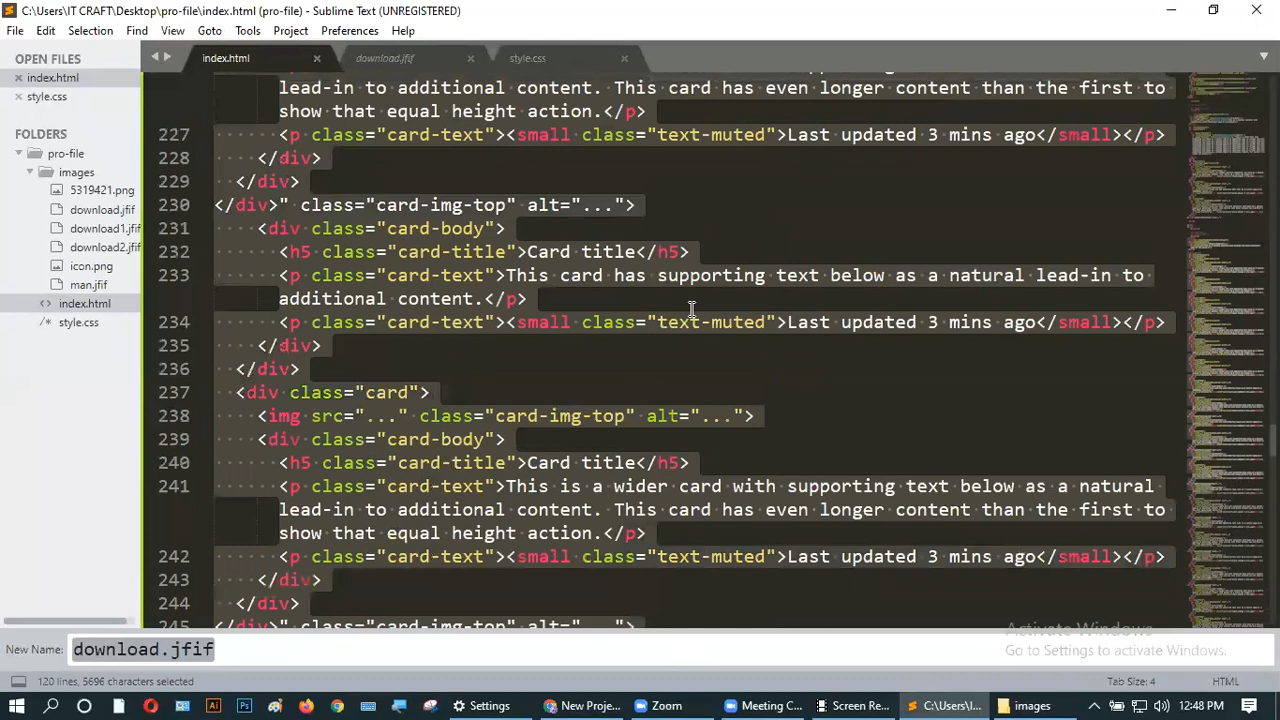 C:\Users\IT CRAFT\Desktop\pro-file\index.html (pro-file) - Sublime Text (UNREGISTERED)
File Edit Selection Find View Goto Tools Project Preferences Help
OPEN FILES
index.html
style.css
FOLDERS
pro-file
images
5319421.png
download.jfif
download1.jfif
download2.jfif
icon.png
man.jfif
index.html
style.css
index.html download.jfif style.css
lead-in to additional content. This card has even longer content than the first to
show that equal height action.</p>
227 <p class="card-text"><small class="text-muted">Last updated 3 mins ago</small></p>
228 </div>
229 </div>
230 </div>" class="card-img-top" alt="...">
231 <div class="card-body">
232 <h5 class="card-title">Card title</h5>
233 <p class="card-text">This card has supporting text below as a natural lead-in to
additional content.</p>
234 <p class="card-text"><small class="text-muted">Last updated 3 mins ago</small></p>
235 </div>
236 </div>
237 <div class="card">
238 <img src="..." class="card-img-top" alt="...">
239 <div class="card-body">
240 <h5 class="card-title">Card title</h5>
241 <p class="card-text">This is a wider card with supporting text below as a natural
lead-in to additional content. This card has even longer content than the first to
show that equal height action.</p>
242 <p class="card-text"><small class="text-muted">Last updated 3 mins ago</small></p>
243 </div>
244 </div>
</div>" class="card-img-top" alt="...">
Activate Windows
Go to Settings to activate Windows.
New Name: download.jfif
120 lines, 5696 characters selected Tab Size: 4 HTML
Settings New Proje... Zoom Meeting C... Screen Re... C:\Users\I... images 12:48 PM